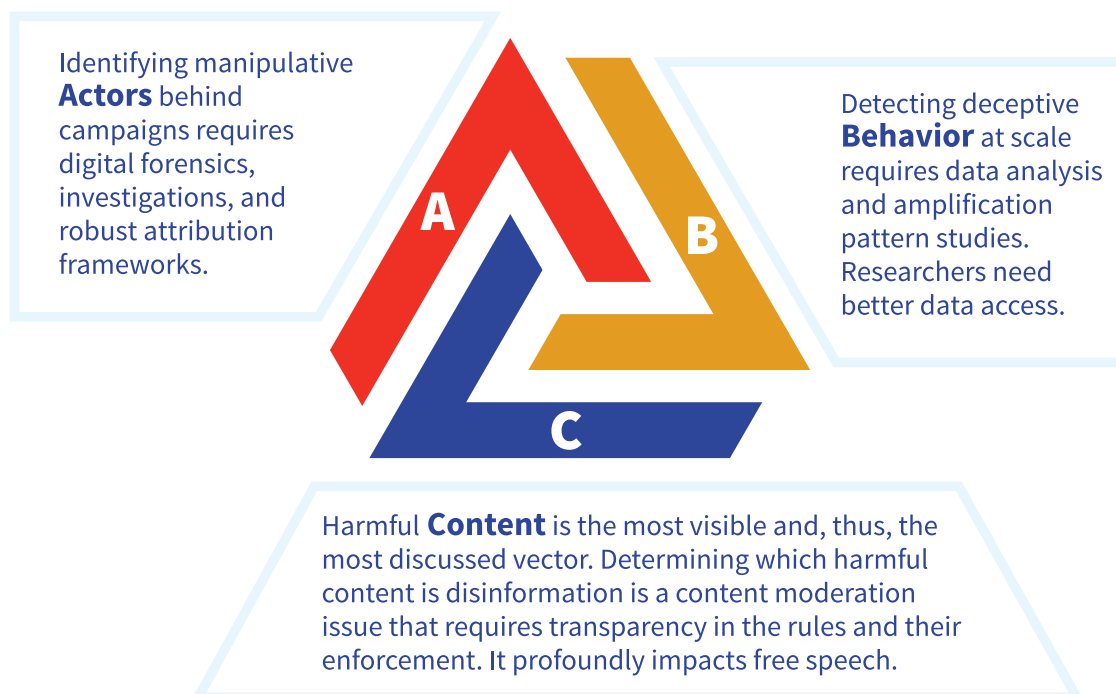 Identifying manipulative
Actors behind
campaigns requires
digital forensics,
investigations, and
robust attribution
frameworks.
A
B
Detecting deceptive
Behavior at scale
requires data analysis
and amplification
pattern studies.
Researchers need
better data access.
C
Harmful Content is the most visible and, thus, the
most discussed vector. Determining which harmful
content is disinformation is a content moderation
issue that requires transparency in the rules and their
enforcement. It profoundly impacts free speech.